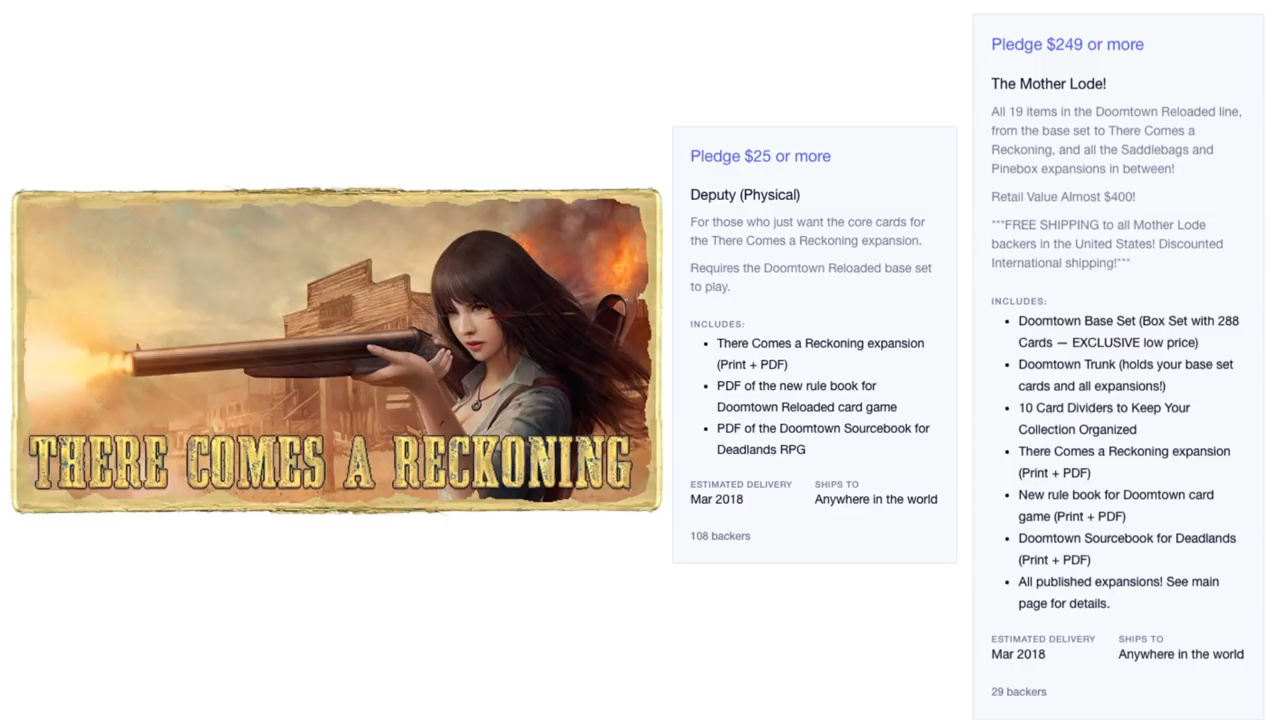 THERE COMES A RECKONING
Pledge $25 or more
Deputy (Physical)
For those who just want the core cards for
the There Comes a Reckoning expansion.
Requires the Doomtown Reloaded base set
to play.
INCLUDES:
• There Comes a Reckoning expansion
(Print + PDF)
• PDF of the new rule book for
Doomtown Reloaded card game
• PDF of the Doomtown Sourcebook for
Deadlands RPG
ESTIMATED DELIVERY SHIPS TO
Mar 2018 Anywhere in the world
108 backers
Pledge $249 or more
The Mother Lode!
All 19 items in the Doomtown Reloaded line,
from the base set to There Comes a
Reckoning, and all the Saddlebags and
Pinebox expansions in between!
Retail Value Almost $400!
***FREE SHIPPING to all Mother Lode
backers in the United States! Discounted
International shipping!***
INCLUDES:
• Doomtown Base Set (Box Set with 288
Cards — EXCLUSIVE low price)
• Doomtown Trunk (holds your base set
cards and all expansions!)
• 10 Card Dividers to Keep Your
Collection Organized
• There Comes a Reckoning expansion
(Print + PDF)
• New rule book for Doomtown card
game (Print + PDF)
• Doomtown Sourcebook for Deadlands
(Print + PDF)
• All published expansions! See main
page for details.
ESTIMATED DELIVERY SHIPS TO
Mar 2018 Anywhere in the world
29 backers